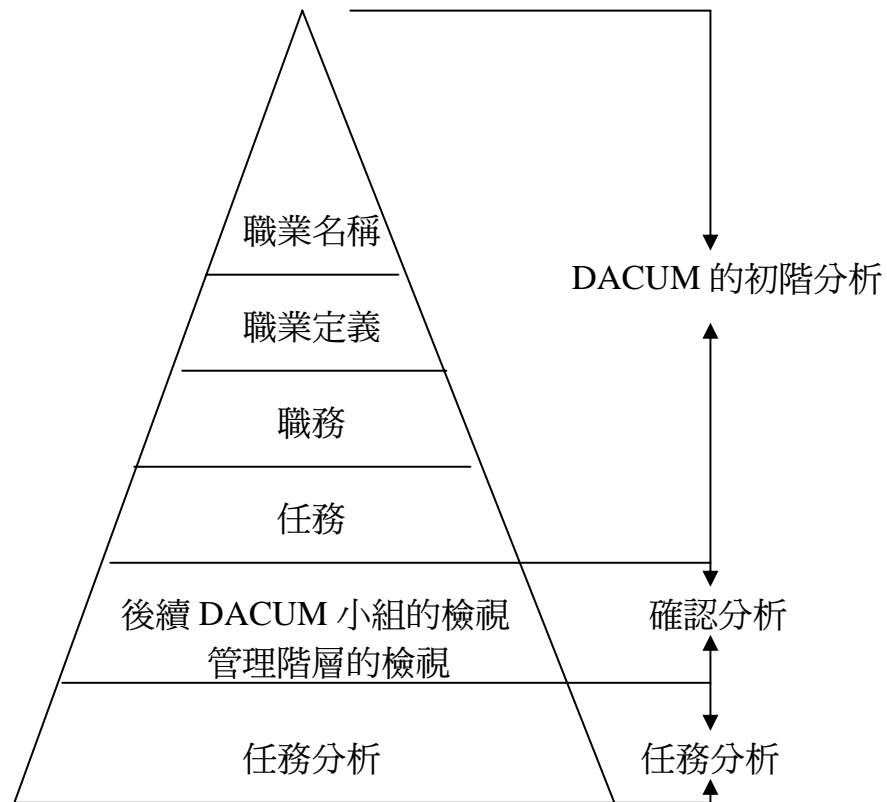 職業名稱
DACUM 的初階分析
職業定義
職務
任務
後續 DACUM 小組的檢視
管理階層的檢視
確認分析
任務分析
任務分析